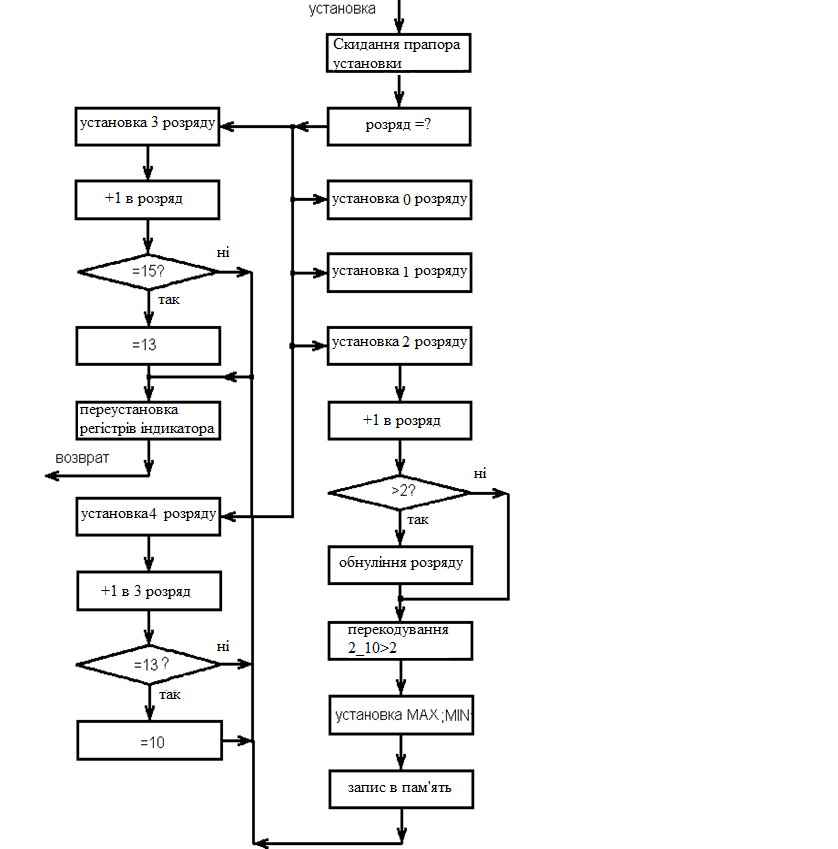 установка
Скидання прапора
установки
розряд =?
установка 3 розряду
+1 в розряд
=15?
ні
так
=13
переустановка
регістрів індикатора
возврат
установка 0 розряду
установка 1 розряду
установка 2 розряду
+1 в розряд
>2?
ні
так
обнуління розряду
перекодування
2_10>2
установка MAX ;MIN
запис в пам'ять
установка4 розряду
+1 в 3 розряд
=13 ?
ні
так
=10